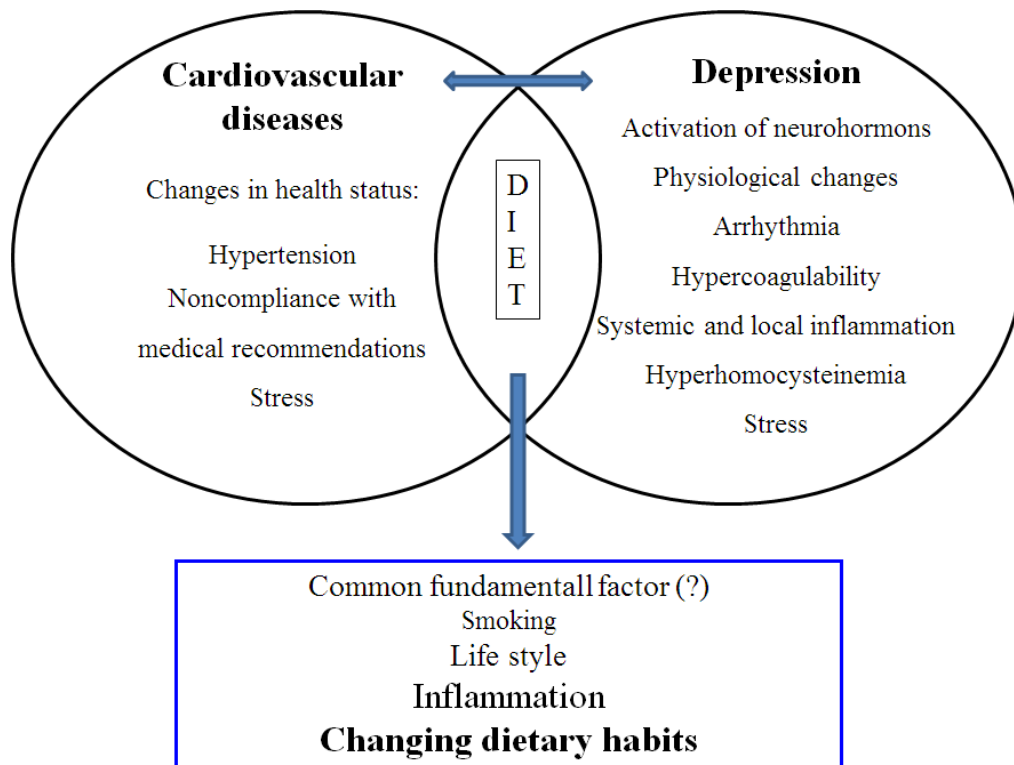 Cardiovascular
diseases
Changes in health status:
Hypertension
Noncompliance with
medical recommendations
Stress
D
I
E
T
Depression
Activation of neurohormons
Physiological changes
Arrhythmia
Hypercoagulability
Systemic and local inflammation
Hyperhomocysteinemia
Stress
Common fundamentall factor (?)
Smoking
Life style
Inflammation
Changing dietary habits